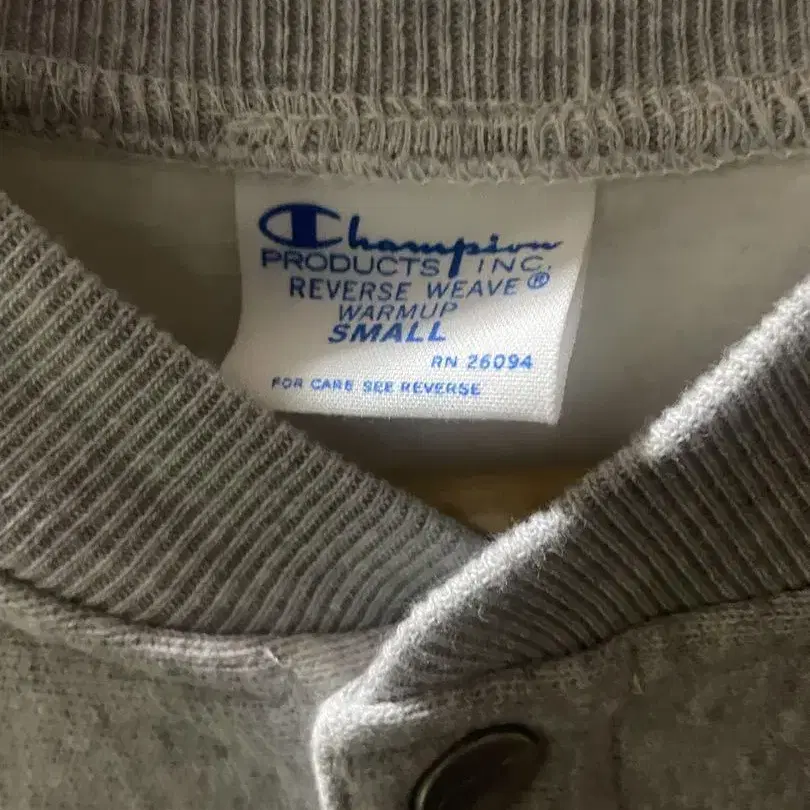 Champion
PRODUCTS INC.
REVERSE WEAVE®
WARMUP
SMALL
RN 26094
FOR CARE SEE REVERSE